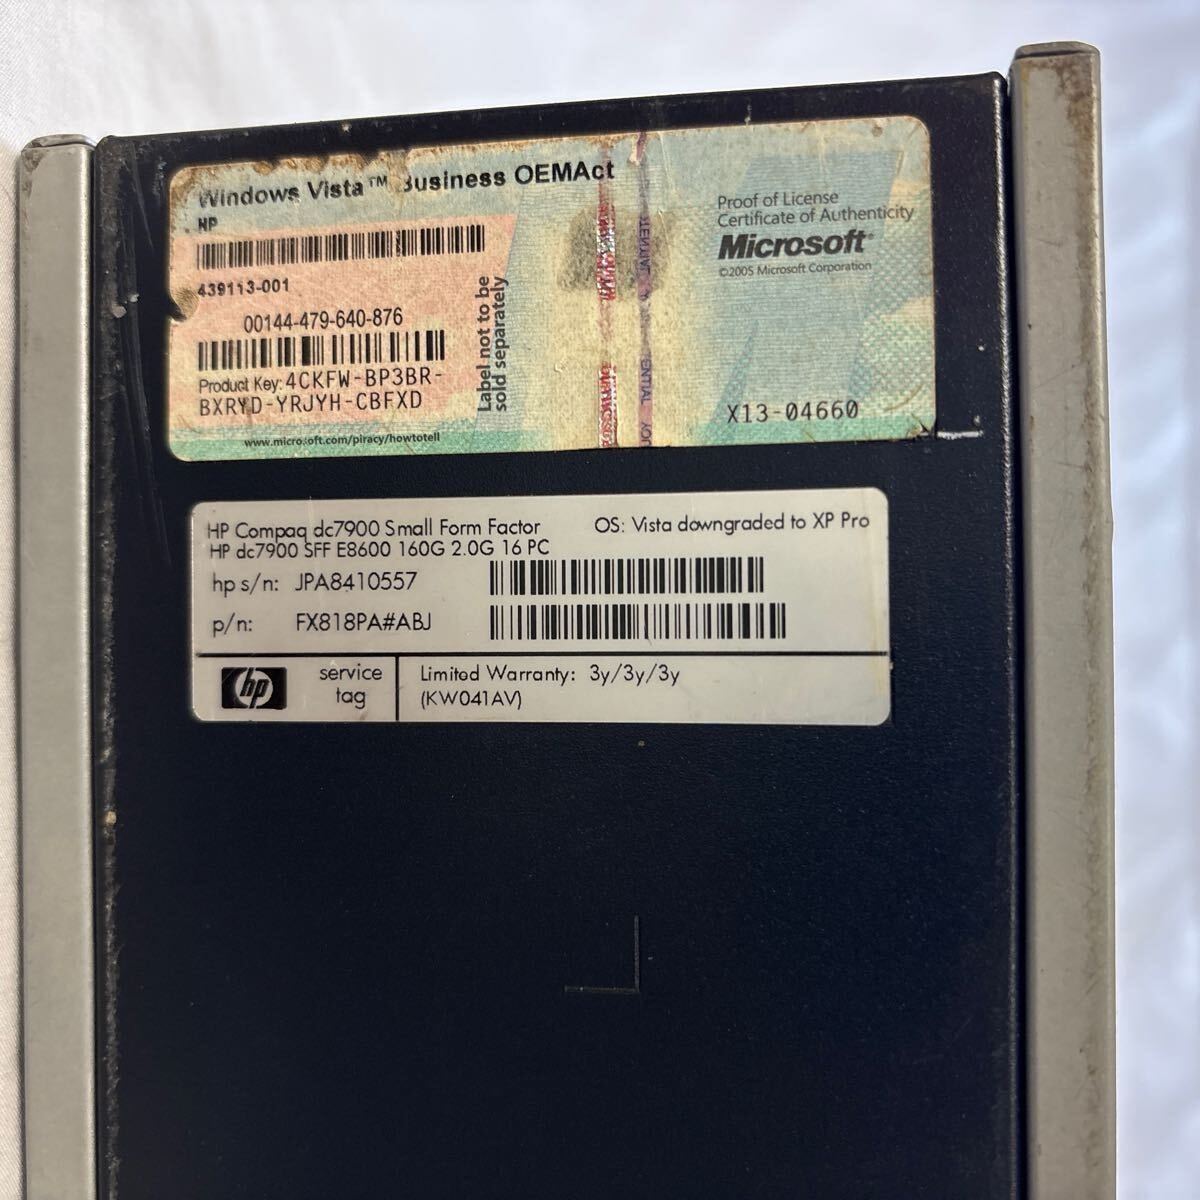 Windows Vista™ Business OEMAct
HP
439113-001
00144-479-640-876
Product Key: 4CKFW-BP3BR-
BXRYD-YRJYH-CBFXD
www.microsoft.com/piracy/howtotell
Label not to be
sold separately
Proof of License
Certificate of Authenticity
Microsoft®
©2005 Microsoft Corporation
X13-04660
HP Compaq dc7900 Small Form Factor
OS: Vista downgraded to XP Pro
HP dc7900 SFF E8600 160G 2.0G 16 PC
hp s/n: JPA8410557
p/n: FX818PA#ABJ
hp
service
tag
Limited Warranty: 3y/3y/3y
(KW041AV)